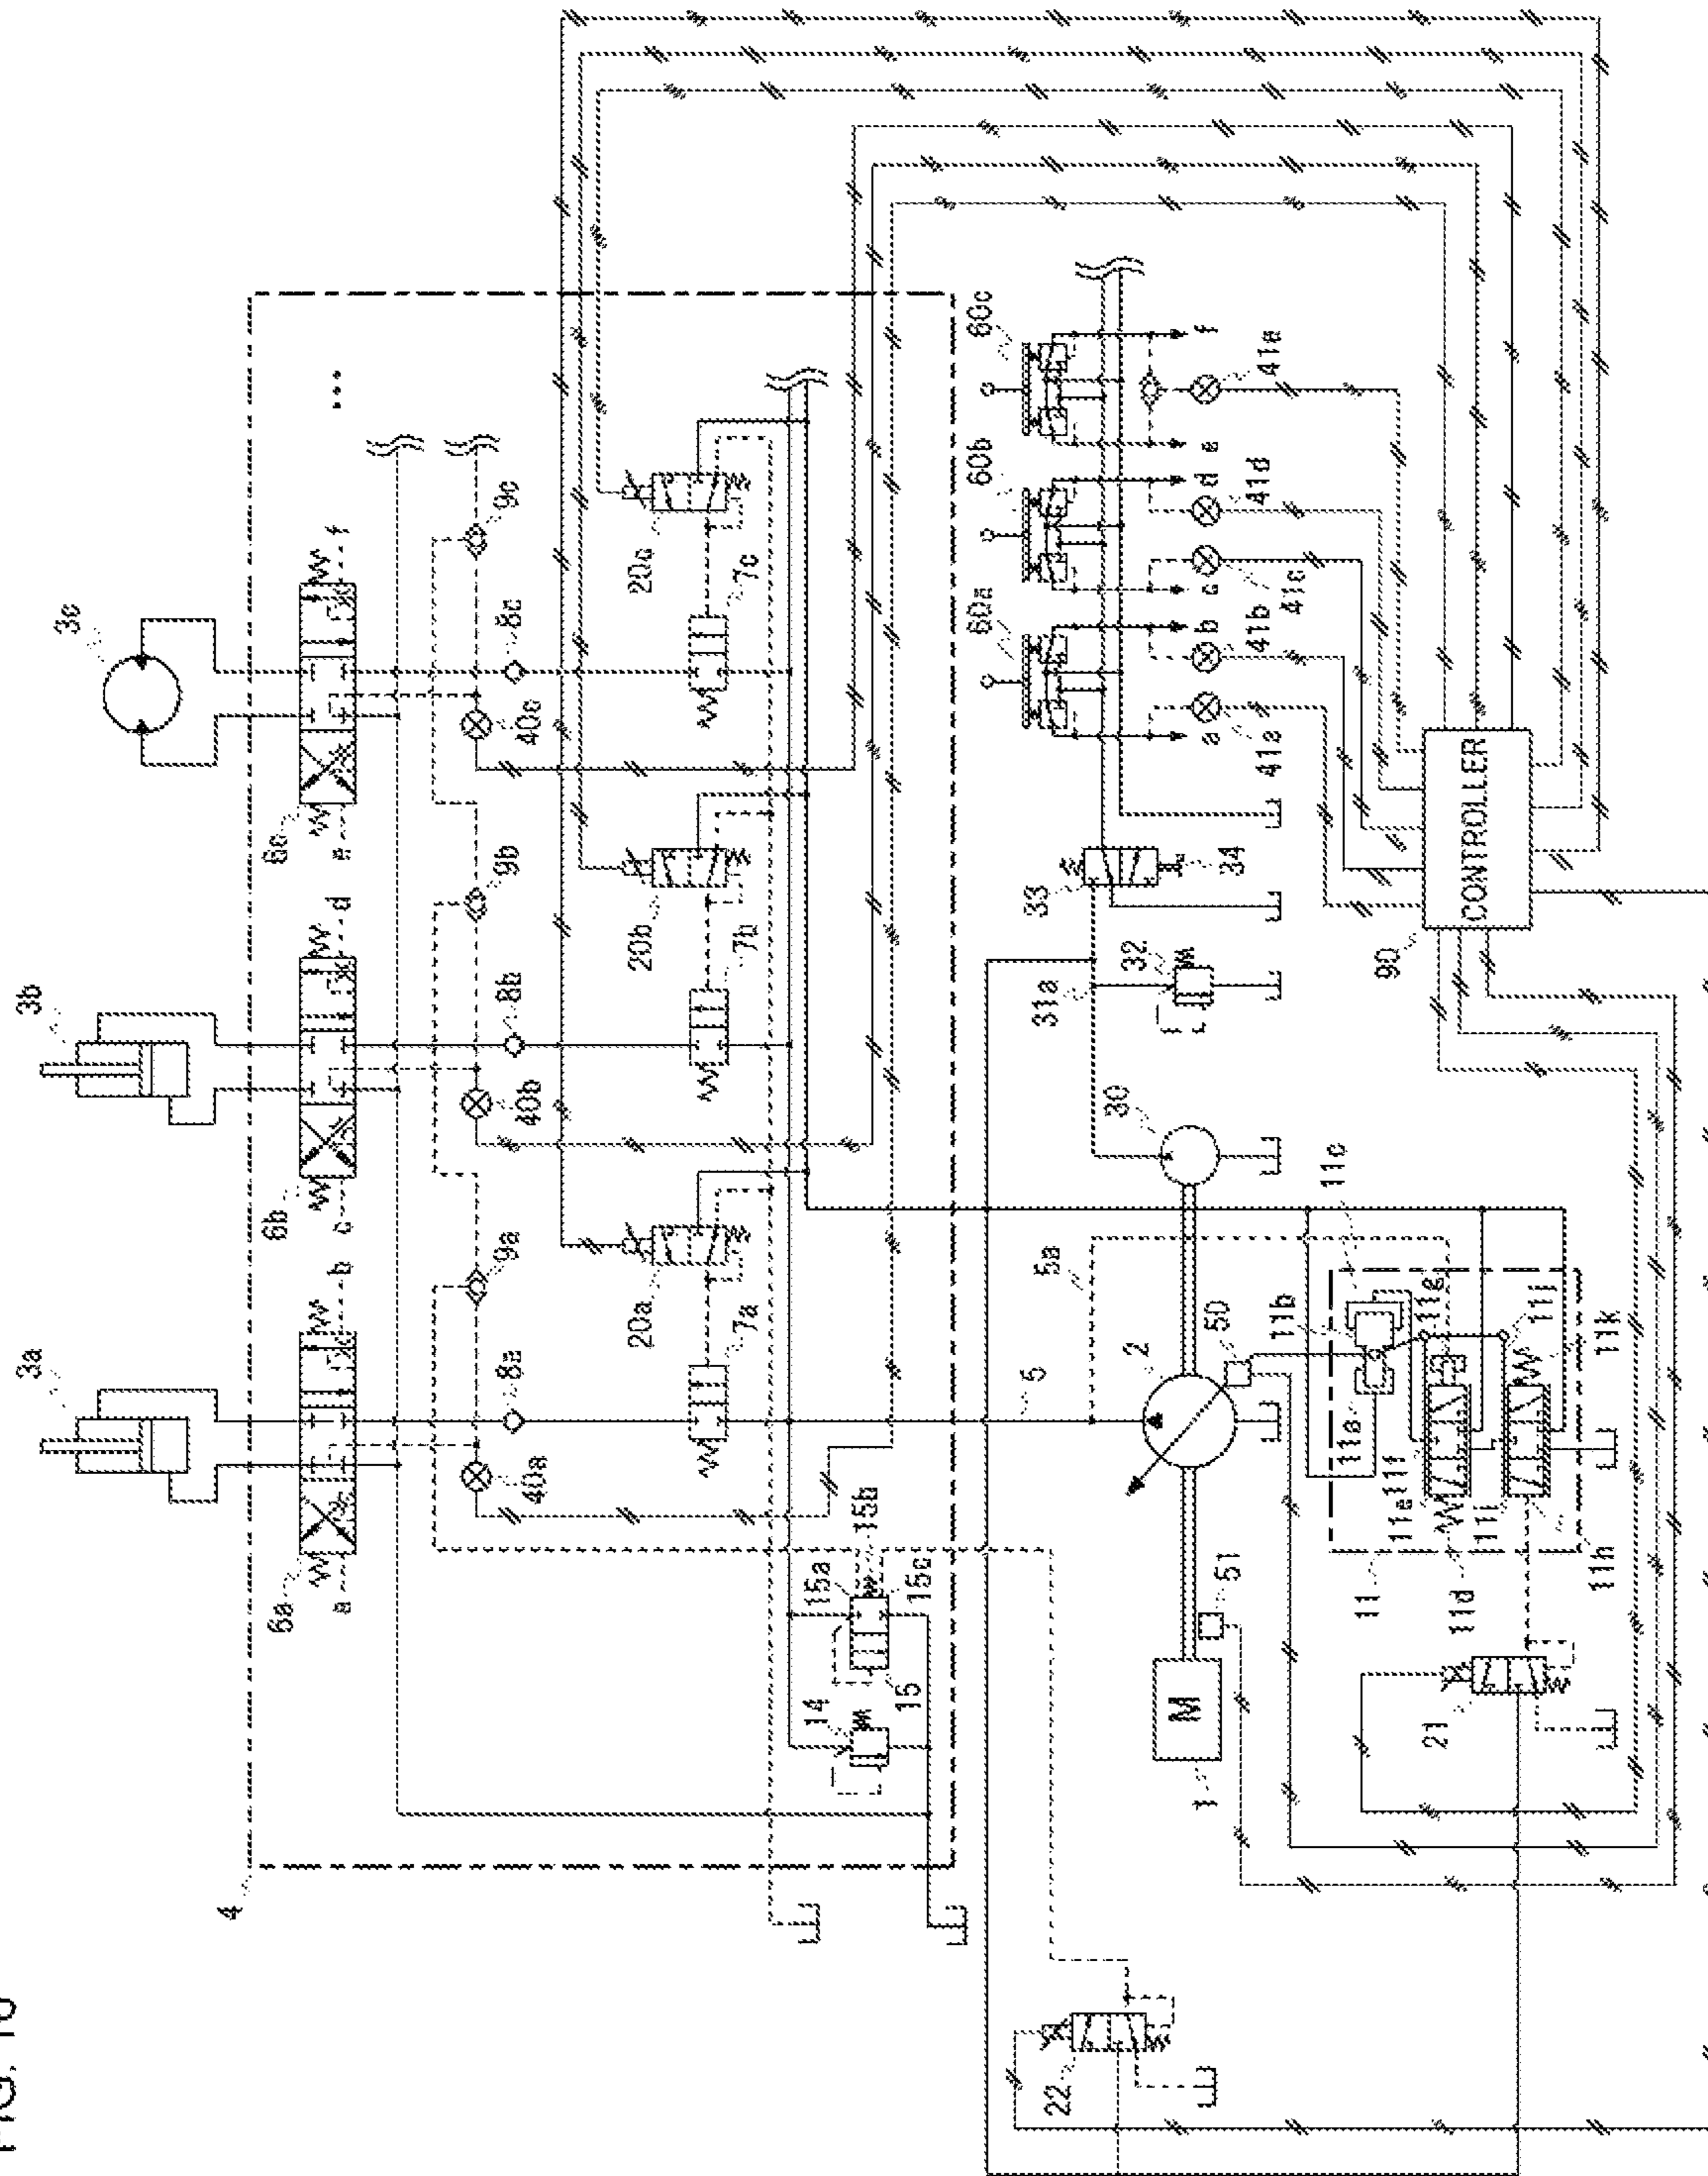 FIG. 16
3a
3b
3c
4
6a
a
b
6b
c
d
6c
e
f
...
9a
9b
9c
40a
8a
40b
8b
40c
8c
20a
7a
20b
7b
20c
7c
14
15a
15b
15c
15
5
5a
31a
30
32
33
34
60a
60b
60c
a
b
c
d
e
f
41a
41b
41c
41d
41e
1
M
51
2
50
11
11a
11b
11c
11d
11e
11f
11g
11h
11i
11j
11k
21
22
90
CONTROLLER